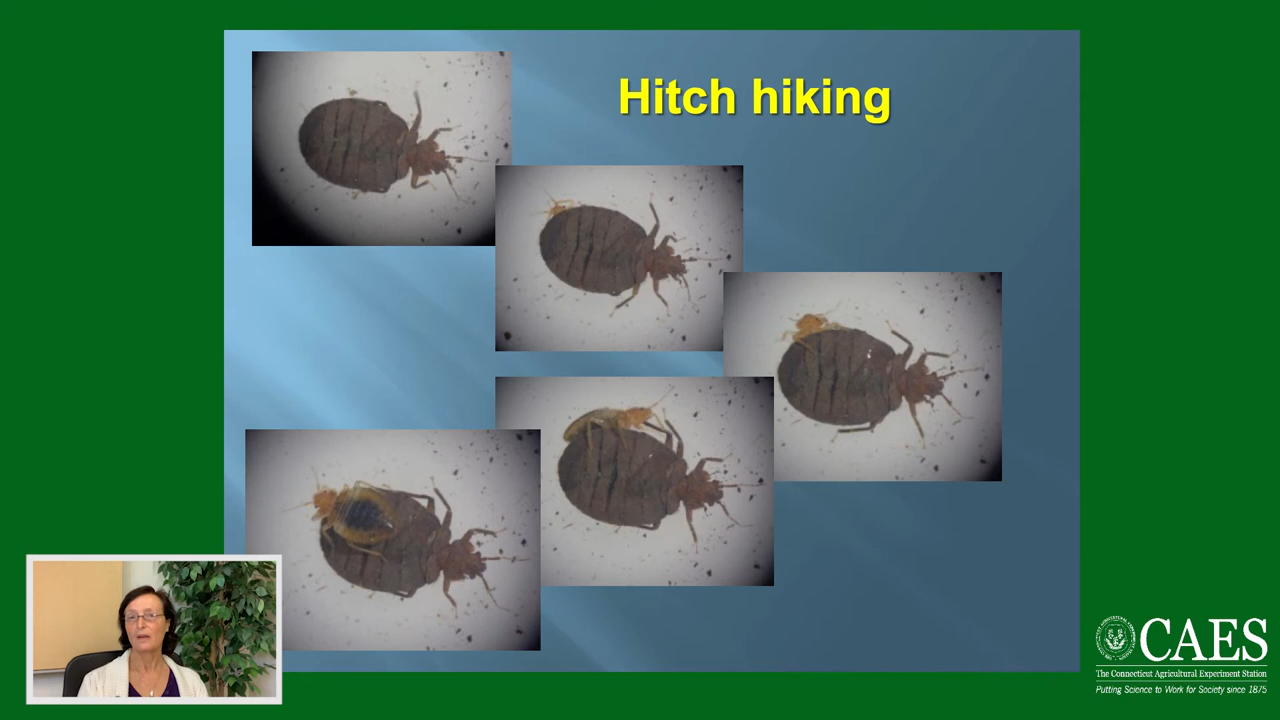 Hitch hiking
CAES
The Connecticut Agricultural Experiment Station
Putting Science to Work for Society since 1875